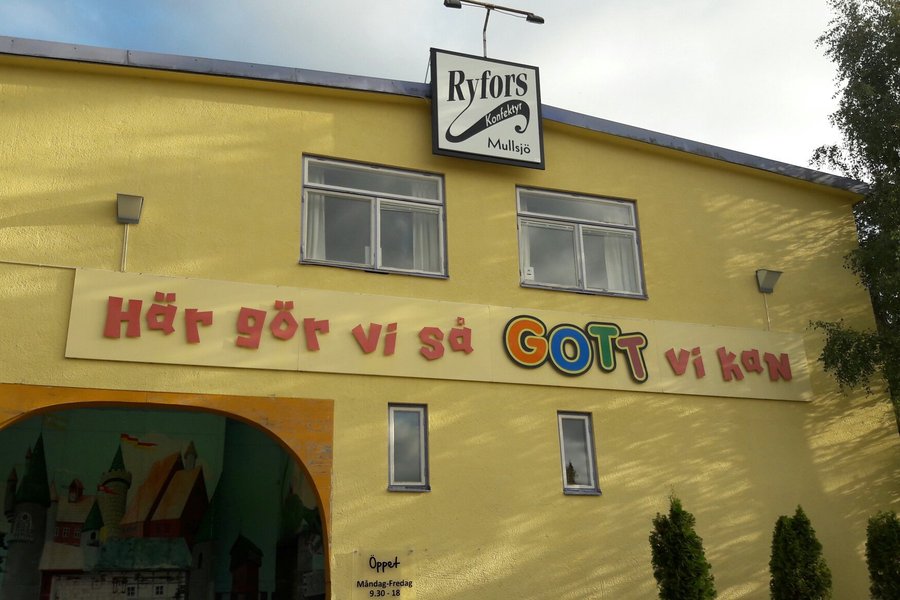 Ryfors
Konfektyr
Mullsjö
Här gör vi så GOTT vi kan
Öppet
Måndag-Fredag
9.30 - 18